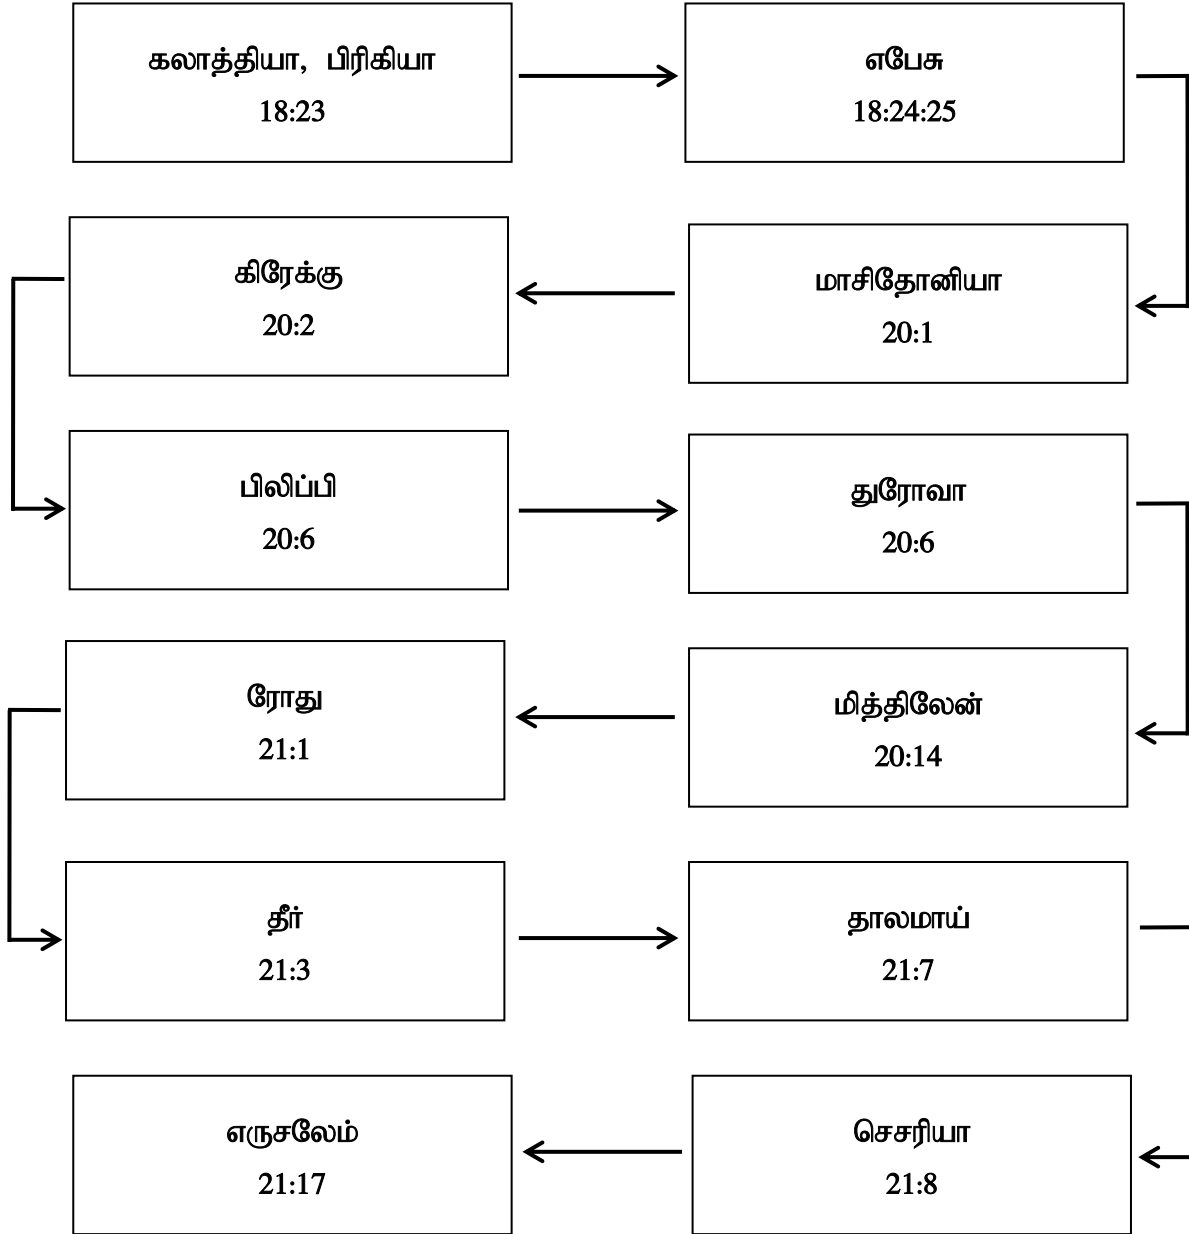 கலாத்தியா, பிரிகியா
18:23
எபேசு
18:24:25
மாசிதோனியா
20:1
கிரேக்கு
20:2
பிலிப்பி
20:6
துரோவா
20:6
மித்திலேன்
20:14
ரோது
21:1
தீர்
21:3
தாலமாய்
21:7
செசரியா
21:8
எருசலேம்
21:17